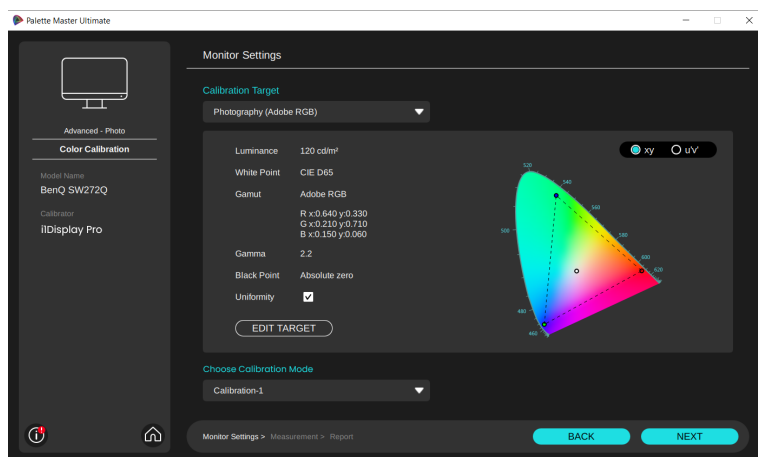 Palette Master Ultimate
Advanced - Photo
Color Calibration
Model Name
BenQ SW272Q
Calibrator
i1Display Pro
Monitor Settings
Calibration Target
Photography (Adobe RGB)
Luminance 120 cd/m²
White Point CIE D65
Gamut Adobe RGB
R x:0.640 y:0.330
G x:0.210 y:0.710
B x:0.150 y:0.060
Gamma 2.2
Black Point Absolute zero
Uniformity
EDIT TARGET
xy u'v'
520
540
560
500
580
600
620
480
460
Choose Calibration Mode
Calibration-1
Monitor Settings > Measurement > Report
BACK NEXT